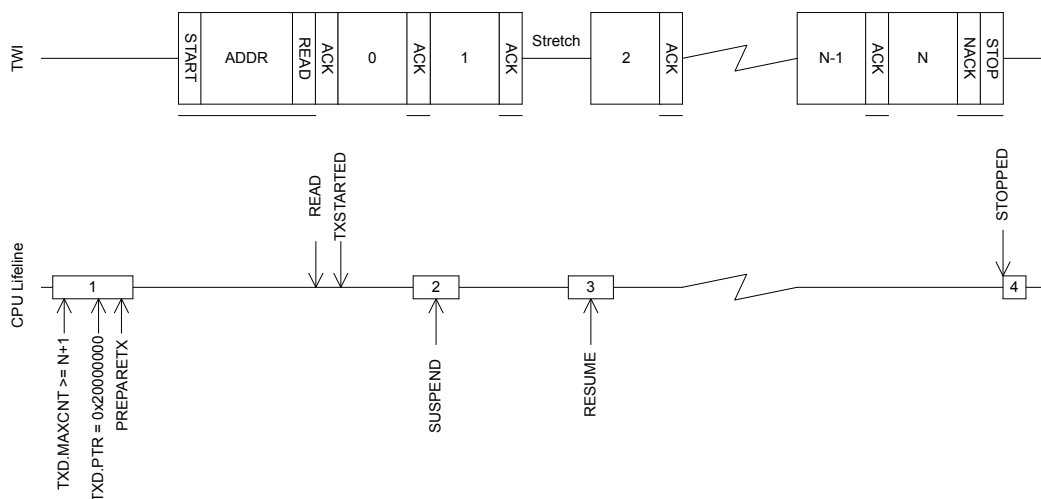 TWI
START
ADDR
READ
ACK
0
ACK
1
ACK
Stretch
2
ACK
N-1
ACK
N
NACK
STOP
READ
TXSTARTED
STOPPED
CPU Lifeline
1
2
3
4
TXD.MAXCNT >= N+1
TXD.PTR = 0x20000000
PREPARETX
SUSPEND
RESUME